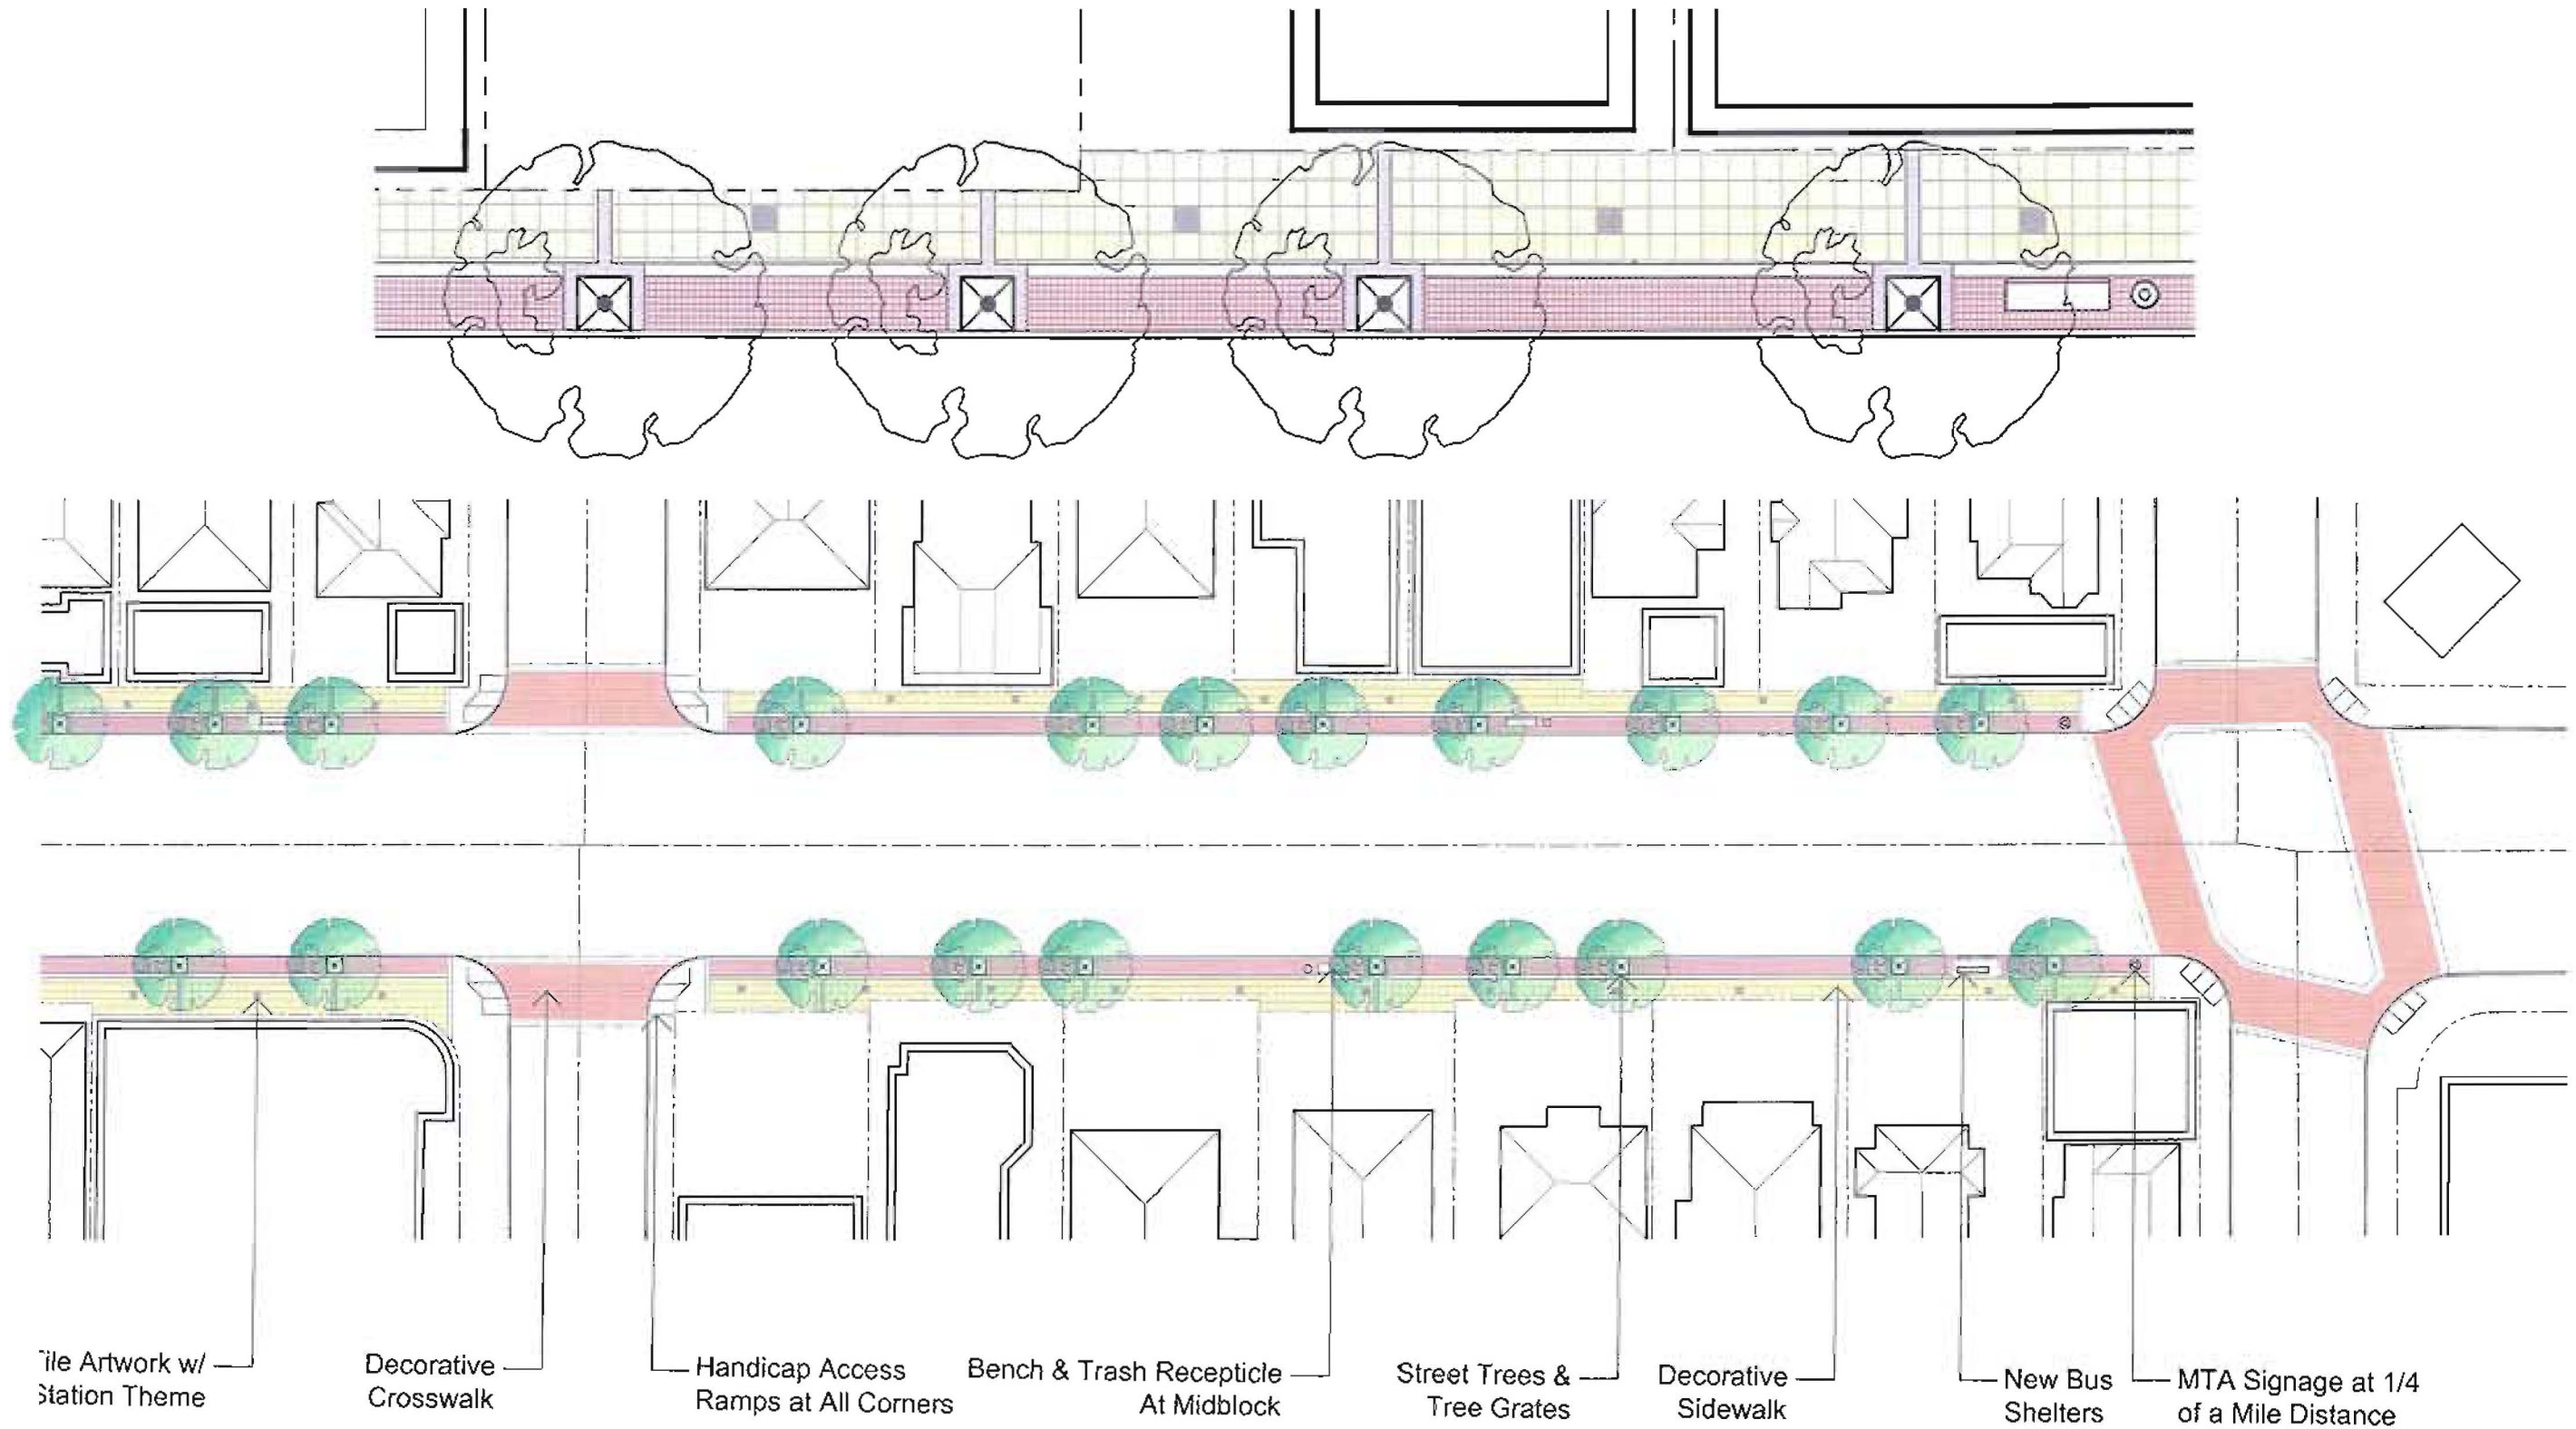 ile Artwork w/
Station Theme
Decorative
Crosswalk
Handicap Access
Ramps at All Corners
Bench & Trash Recepticle
At Midblock
Street Trees &
Tree Grates
Decorative
Sidewalk
New Bus
Shelters
MTA Signage at 1/4
of a Mile Distance